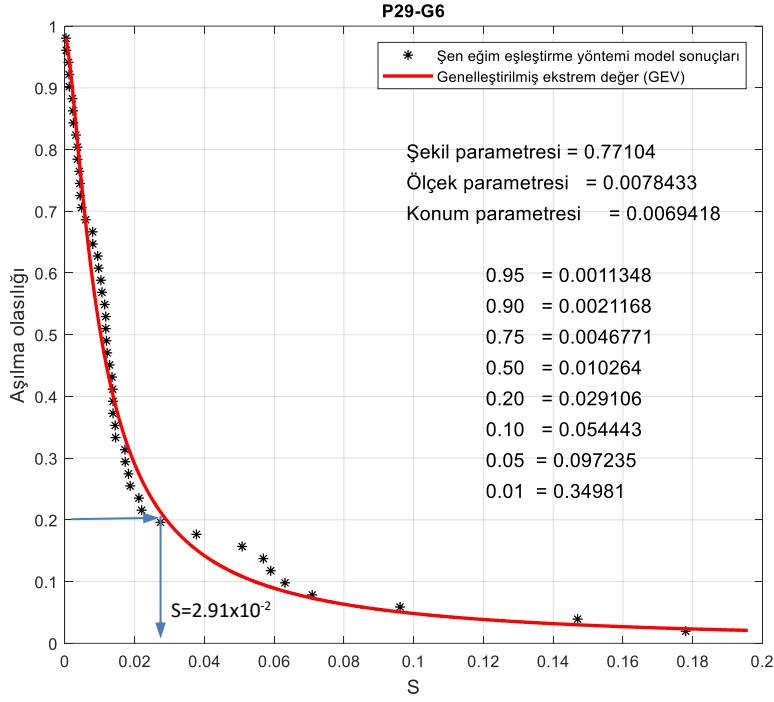 P29-G6
Şen eğim eşleştirme yöntemi model sonuçları
Genelleştirilmiş ekstrem değer (GEV)
Şekil parametresi = 0.77104
Ölçek parametresi = 0.0078433
Konum parametresi = 0.0069418
0.95 = 0.0011348
0.90 = 0.0021168
0.75 = 0.0046771
0.50 = 0.010264
0.20 = 0.029106
0.10 = 0.054443
0.05 = 0.097235
0.01 = 0.34981
S=2.91x10⁻²
Aşılma olasılığı
1
0.9
0.8
0.7
0.6
0.5
0.4
0.3
0.2
0.1
0
0 0.02 0.04 0.06 0.08 0.1 0.12 0.14 0.16 0.18 0.2
S